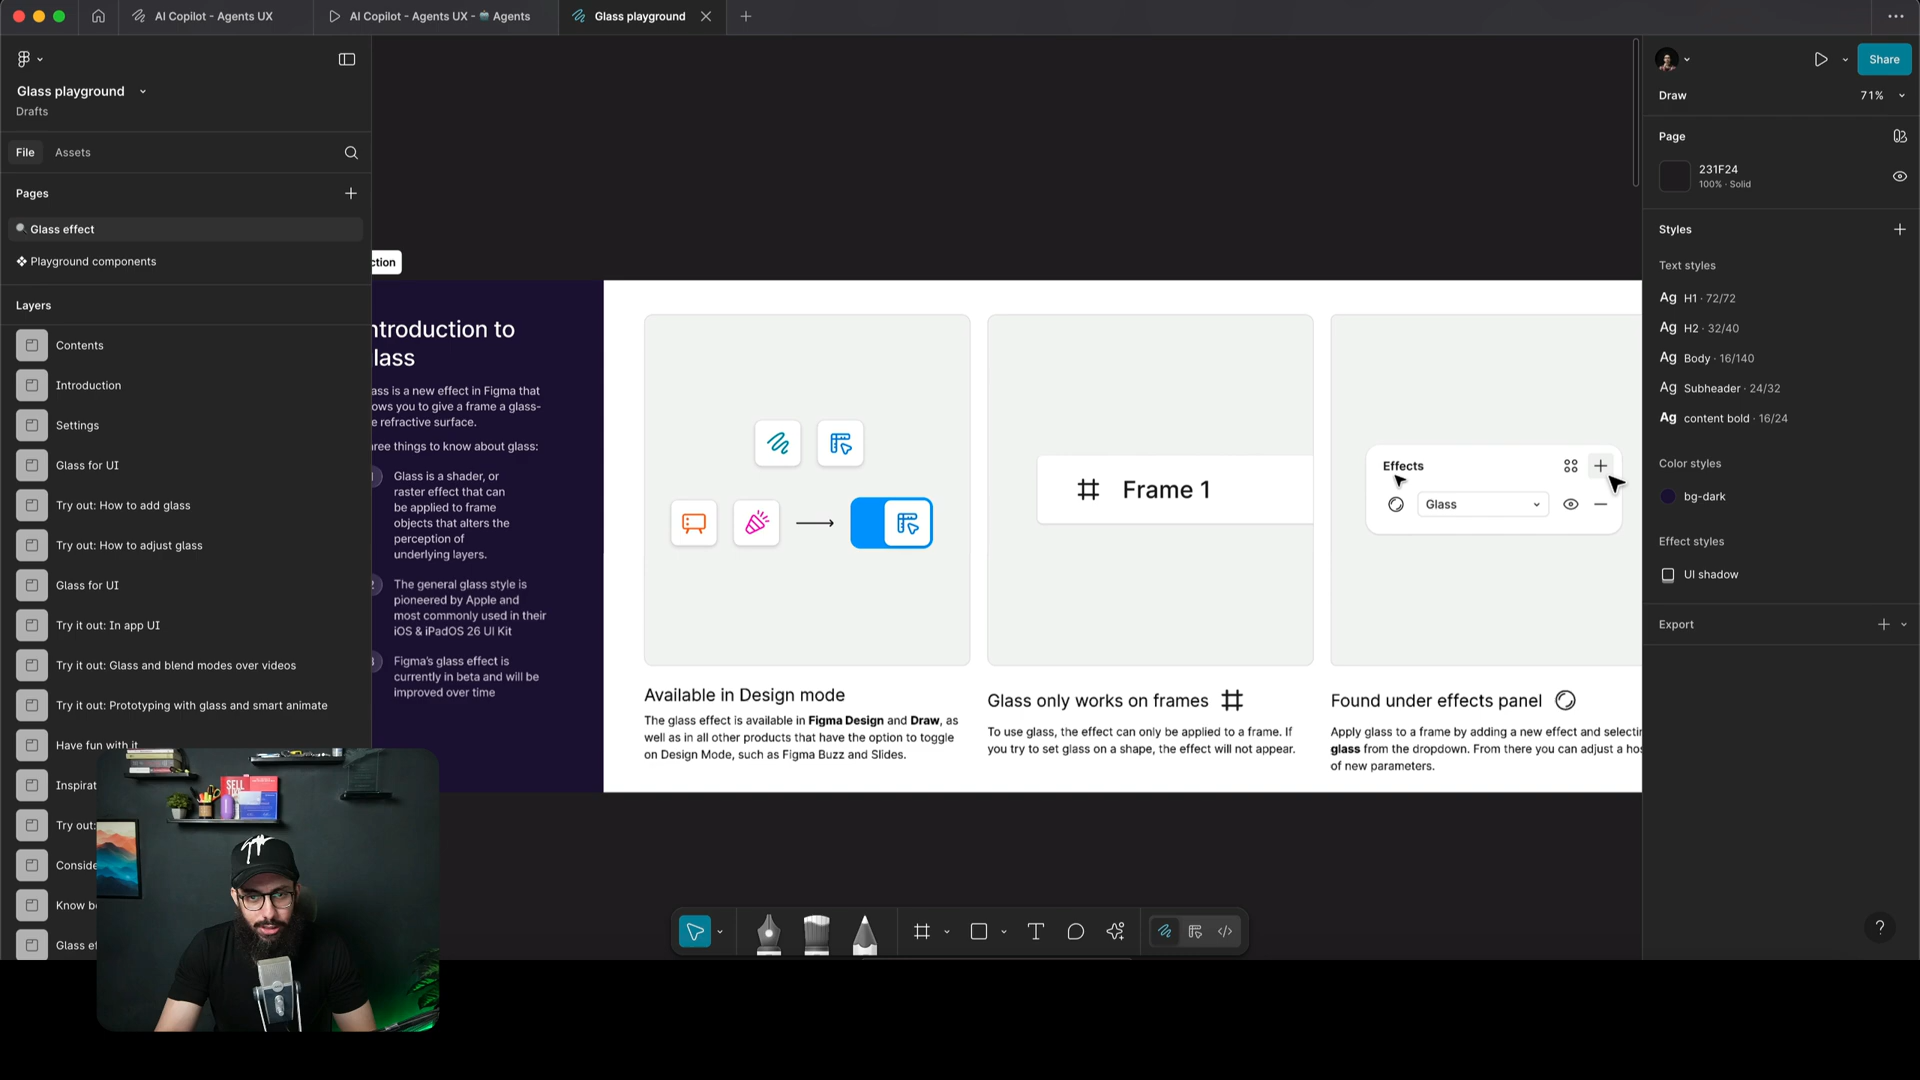 AI Copilot - Agents UX
AI Copilot - Agents UX - Agents
Glass playground
Glass playground
Drafts
File
Assets
Pages
Glass effect
Playground components
Layers
Contents
Introduction
Settings
Glass for UI
Try out: How to add glass
Try out: How to adjust glass
Glass for UI
Try it out: In app UI
Try it out: Glass and blend modes over videos
Try it out: Prototyping with glass and smart animate
Have fun with it
Inspirat
Try out:
Conside
Know be
Glass ef
SELL
ction
ntroduction to
lass
ass is a new effect in Figma that
ows you to give a frame a glass-
e refractive surface.
ree things to know about glass:
Glass is a shader, or
raster effect that can
be applied to frame
objects that alters the
perception of
underlying layers.
2
The general glass style is
pioneered by Apple and
most commonly used in their
iOS & iPadOS 26 UI Kit
3
Figma's glass effect is
currently in beta and will be
improved over time
Available in Design mode
The glass effect is available in Figma Design and Draw, as
well as in all other products that have the option to toggle
on Design Mode, such as Figma Buzz and Slides.
Frame 1
Glass only works on frames
To use glass, the effect can only be applied to a frame. If
you try to set glass on a shape, the effect will not appear.
Effects
Glass
Found under effects panel
Apply glass to a frame by adding a new effect and selectin
glass from the dropdown. From there you can adjust a hos
of new parameters.
Share
Draw
71%
Page
231F24
100% · Solid
Styles
Text styles
Ag H1 · 72/72
Ag H2 · 32/40
Ag Body · 16/140
Ag Subheader · 24/32
Ag content bold · 16/24
Color styles
bg-dark
Effect styles
UI shadow
Export
?